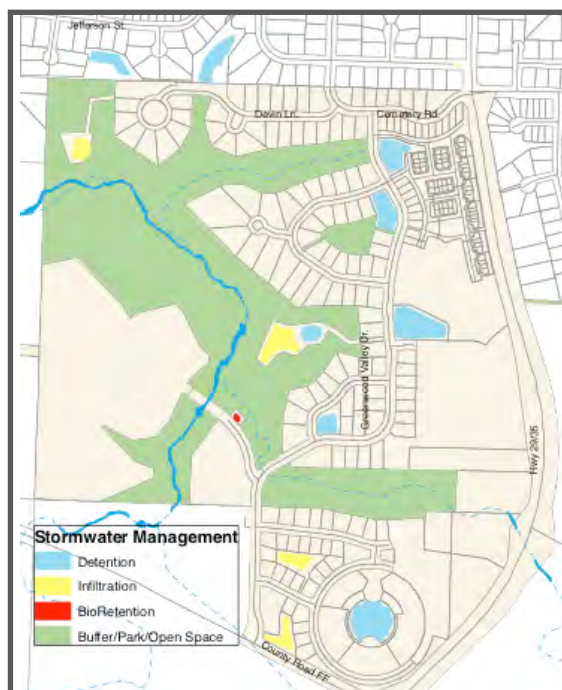 Jefferson St.
Devin Ln.
Cemetery Rd.
Greenwood Valley Dr.
Hwy 29/35
Stormwater Management
Detention
Infiltration
BioRetention
Buffer/Park/Open Space
County Road FF